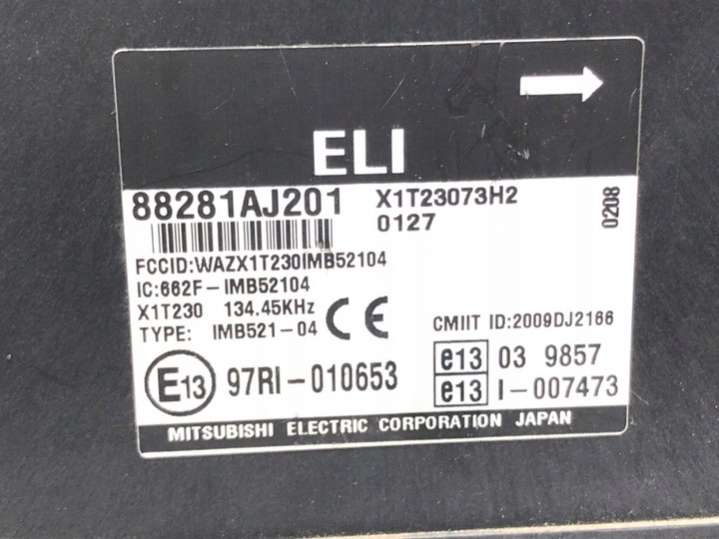 ELI
88281AJ201 X1T23073H2
0127
0208
FCCID:WAZX1T230IMB52104
IC:662F-IMB52104
X1T230 134.45KHz
TYPE: IMB521-04 CE
CMIIT ID:2009DJ2166
E13 97RI-010653
e13 03 9857
e13 I-007473
MITSUBISHI ELECTRIC CORPORATION JAPAN